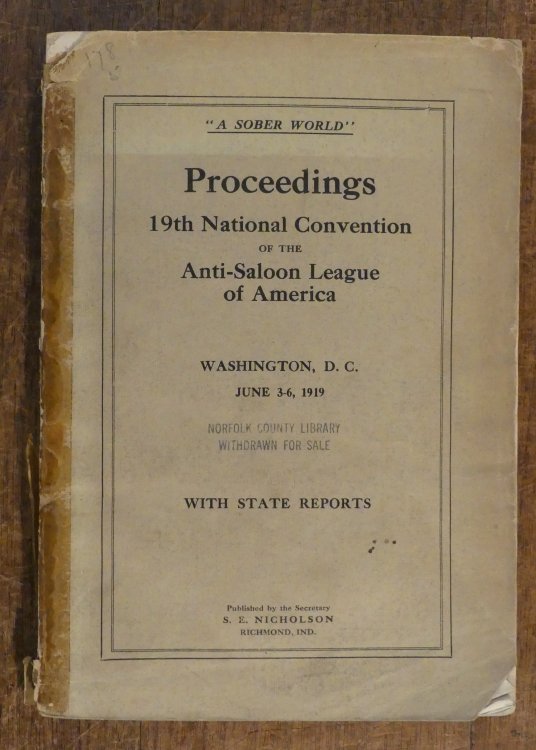 178
"A SOBER WORLD"
Proceedings
19th National Convention
OF THE
Anti-Saloon League
of America
WASHINGTON, D. C.
JUNE 3-6, 1919
NORFOLK COUNTY LIBRARY
WITHDRAWN FOR SALE
WITH STATE REPORTS
Published by the Secretary
S. E. NICHOLSON
RICHMOND, IND.